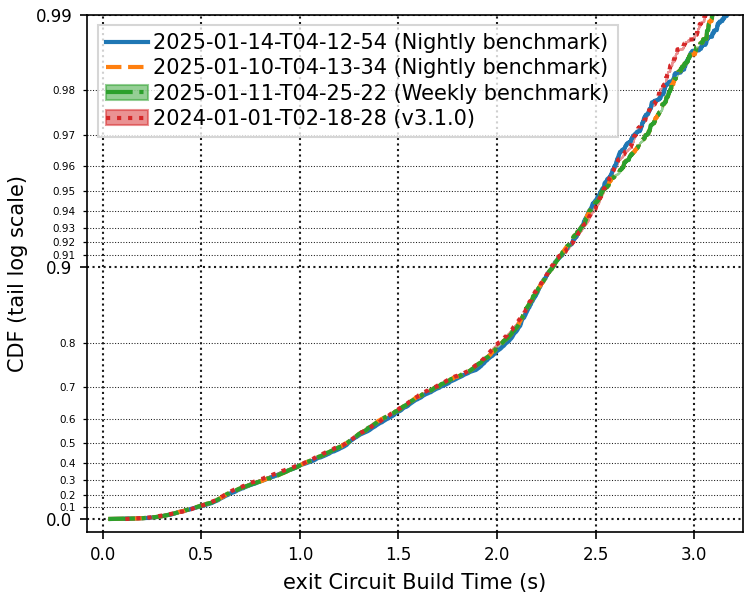 0.99
0.98
0.97
0.96
0.95
0.94
0.93
0.92
0.91
0.9
0.8
0.7
0.6
0.5
0.4
0.3
0.2
0.1
0.0
CDF (tail log scale)
2025-01-14-T04-12-54 (Nightly benchmark)
2025-01-10-T04-13-34 (Nightly benchmark)
2025-01-11-T04-25-22 (Weekly benchmark)
2024-01-01-T02-18-28 (v3.1.0)
0.0 0.5 1.0 1.5 2.0 2.5 3.0
exit Circuit Build Time (s)